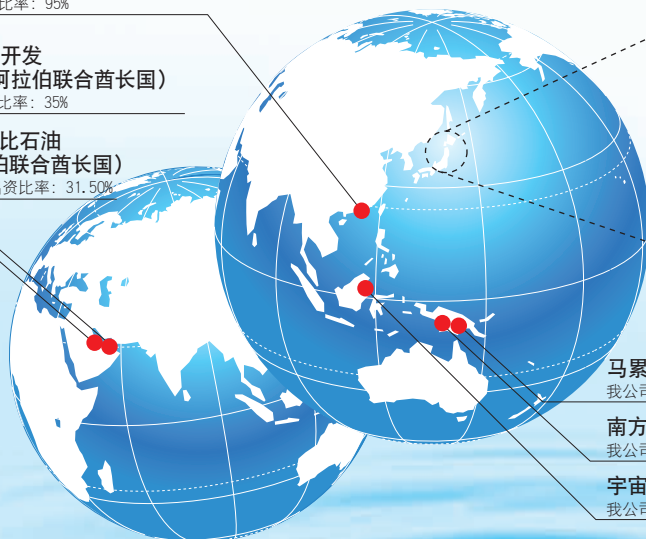 比率：95%
开发
阿拉伯联合酋长国）
比率：35%
比石油
伯联合酋长国）
出资比率：31.50%
马累
我公司
南方
我公司
宇宙
我公司